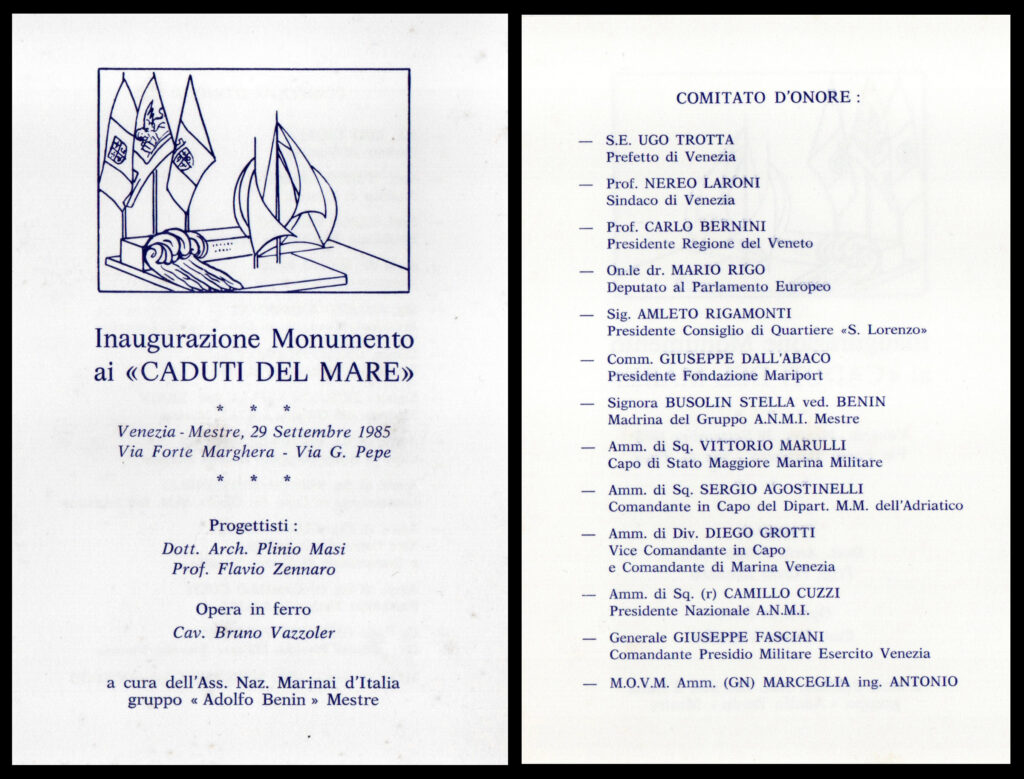 Inaugurazione Monumento
ai «CADUTI DEL MARE»
* * *
Venezia - Mestre, 29 Settembre 1985
Via Forte Marghera - Via G. Pepe
* * *
Progettisti :
Dott. Arch. Plinio Masi
Prof. Flavio Zennaro
Opera in ferro
Cav. Bruno Vazzoler
a cura dell'Ass. Naz. Marinai d'Italia
gruppo « Adolfo Benin » Mestre
COMITATO D'ONORE :
— S.E. UGO TROTTA
Prefetto di Venezia
— Prof. NEREO LARONI
Sindaco di Venezia
— Prof. CARLO BERNINI
Presidente Regione del Veneto
— On.le dr. MARIO RIGO
Deputato al Parlamento Europeo
— Sig. AMLETO RIGAMONTI
Presidente Consiglio di Quartiere «S. Lorenzo»
— Comm. GIUSEPPE DALL'ABACO
Presidente Fondazione Mariport
— Signora BUSOLIN STELLA ved. BENIN
Madrina del Gruppo A.N.M.I. Mestre
— Amm. di Sq. VITTORIO MARULLI
Capo di Stato Maggiore Marina Militare
— Amm. di Sq. SERGIO AGOSTINELLI
Comandante in Capo del Dipart. M.M. dell'Adriatico
— Amm. di Div. DIEGO GROTTI
Vice Comandante in Capo
e Comandante di Marina Venezia
— Amm. di Sq. (r) CAMILLO CUZZI
Presidente Nazionale A.N.M.I.
— Generale GIUSEPPE FASCIANI
Comandante Presidio Militare Esercito Venezia
— M.O.V.M. Amm. (GN) MARCEGLIA ing. ANTONIO